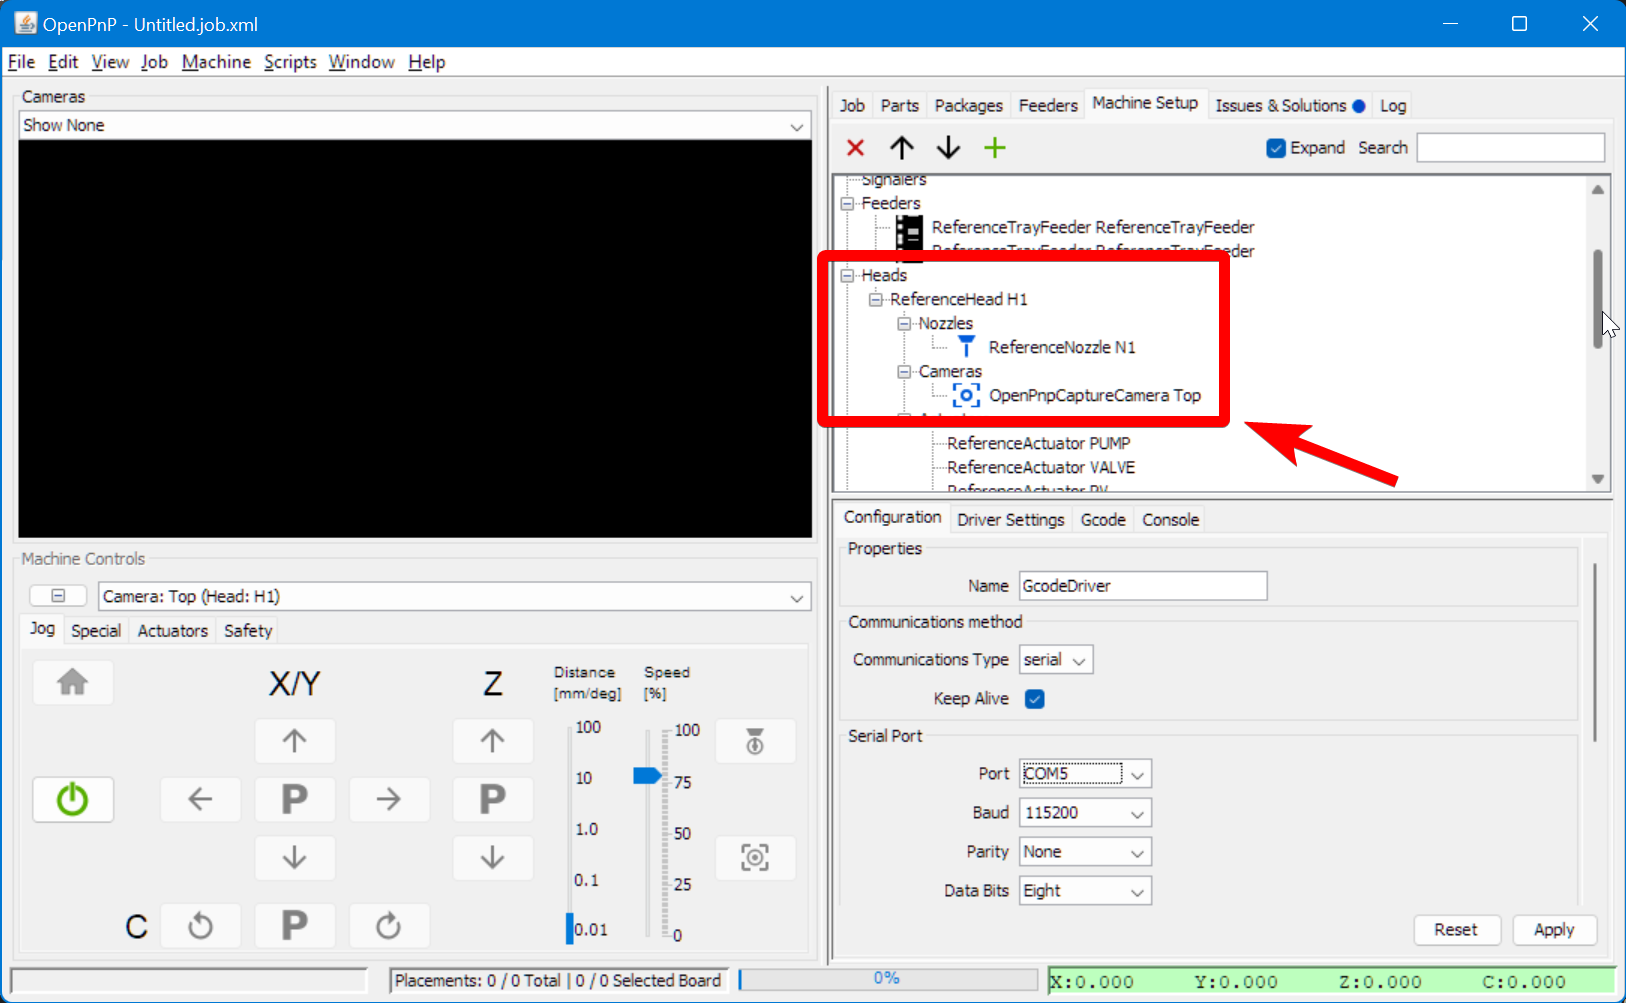 OpenPnP - Untitled.job.xml
File Edit View Job Machine Scripts Window Help
Cameras
Show None
Machine Controls
Camera: Top (Head: H1)
Jog Special Actuators Safety
X/Y
Z
Distance
[mm/deg]
Speed
[%]
100
10
1.0
0.1
0.01
100
75
50
25
0
P
P
C
P
Job Parts Packages Feeders Machine Setup Issues & Solutions Log
Expand Search
Signalers
Feeders
ReferenceTrayFeeder ReferenceTrayFeeder
ReferenceTrayFeeder ReferenceTrayFeeder
Heads
ReferenceHead H1
Nozzles
ReferenceNozzle N1
Cameras
OpenPnpCaptureCamera Top
ReferenceActuator PUMP
ReferenceActuator VALVE
ReferenceActuator
Configuration Driver Settings Gcode Console
Properties
Name GcodeDriver
Communications method
Communications Type serial
Keep Alive
Serial Port
Port COM5
Baud 115200
Parity None
Data Bits Eight
Reset Apply
Placements: 0 / 0 Total | 0 / 0 Selected Board
0%
X:0.000 Y:0.000 Z:0.000 C:0.000